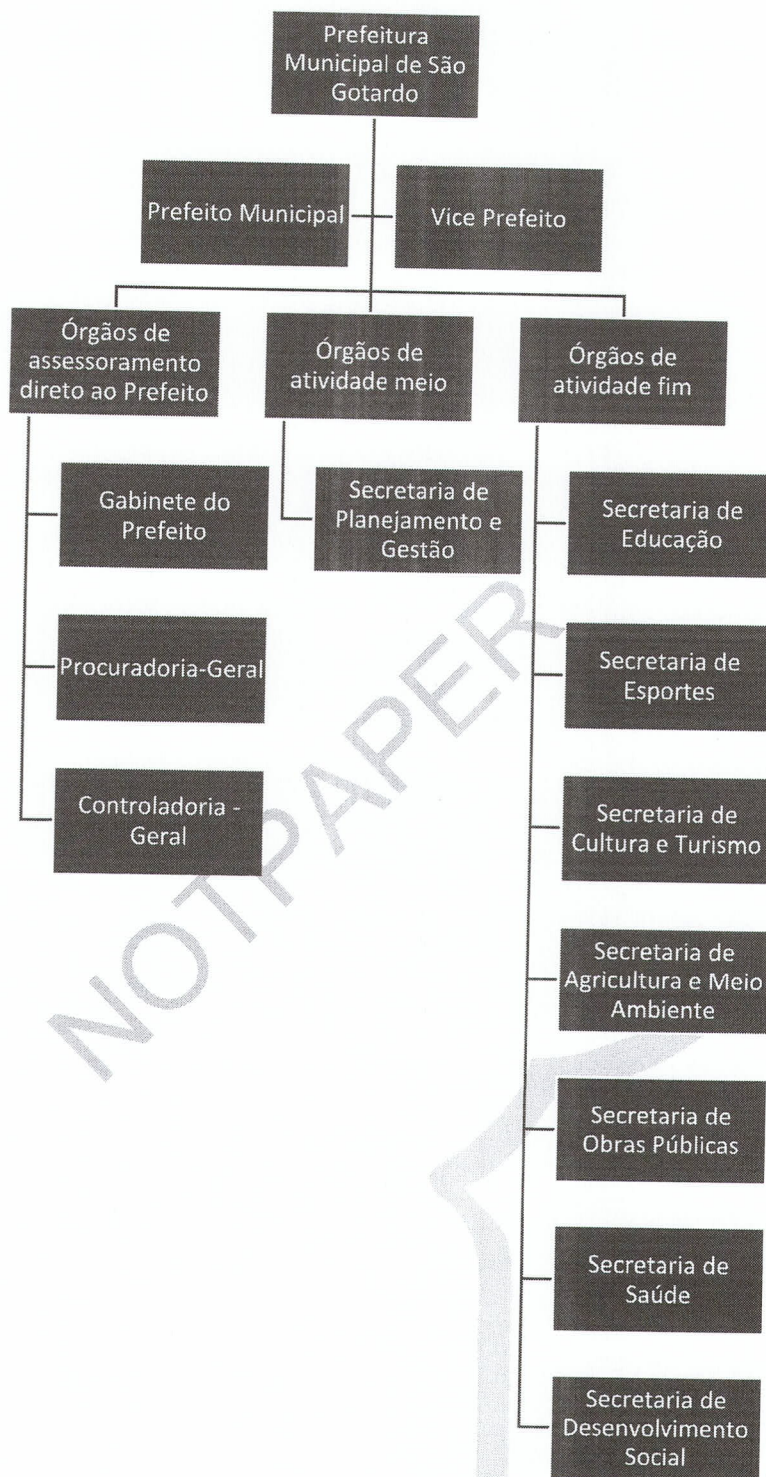 Prefeitura
Municipal de São
Gotardo
Prefeito Municipal
Vice Prefeito
Órgãos de
assessoramento
direto ao Prefeito
Órgãos de
atividade meio
Órgãos de
atividade fim
Gabinete do
Prefeito
Procuradoria-Geral
Controladoria -
Geral
Secretaria de
Planejamento e
Gestão
Secretaria de
Educação
Secretaria de
Esportes
Secretaria de
Cultura e Turismo
Secretaria de
Agricultura e Meio
Ambiente
Secretaria de
Obras Públicas
Secretaria de
Saúde
Secretaria de
Desenvolvimento
Social
NOTPAPER